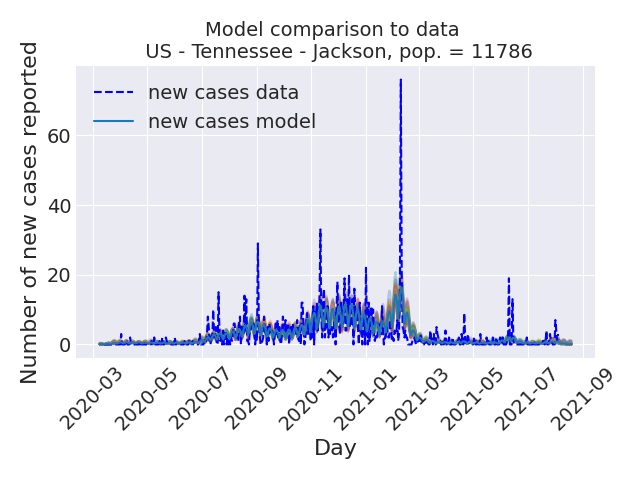 Model comparison to data
US - Tennessee - Jackson, pop. = 11786
Number of new cases reported
new cases data
new cases model
60
40
20
0
2020-03
2020-05
2020-07
2020-09
2020-11
2021-01
2021-03
2021-05
2021-07
2021-09
Day